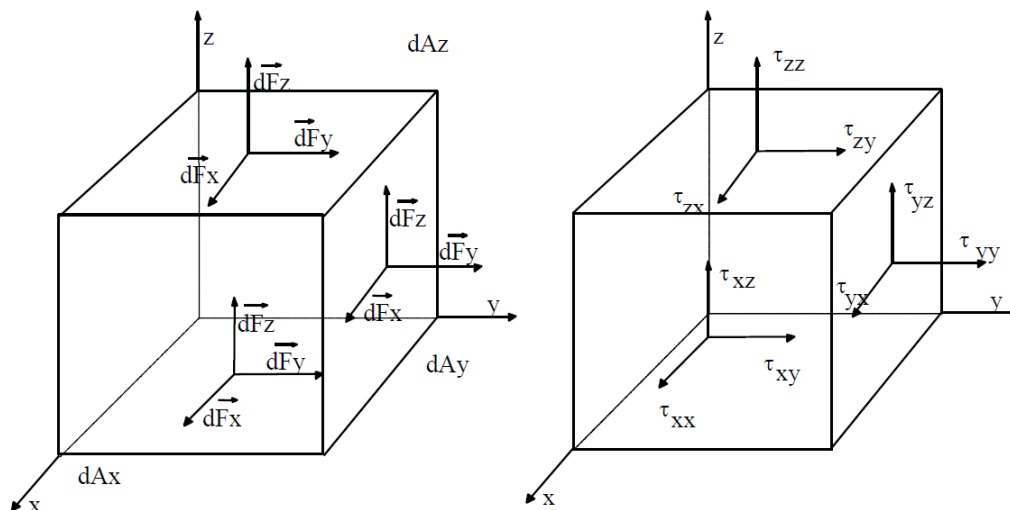 z
dAz
dFz
dFy
dFx
dFz
dFy
dFx
y
dFz
dFy
dFx
dAy
dAx
x
z
τzz
τzy
τzx
τyz
τyy
τyx
y
τxz
τxy
τxx
x